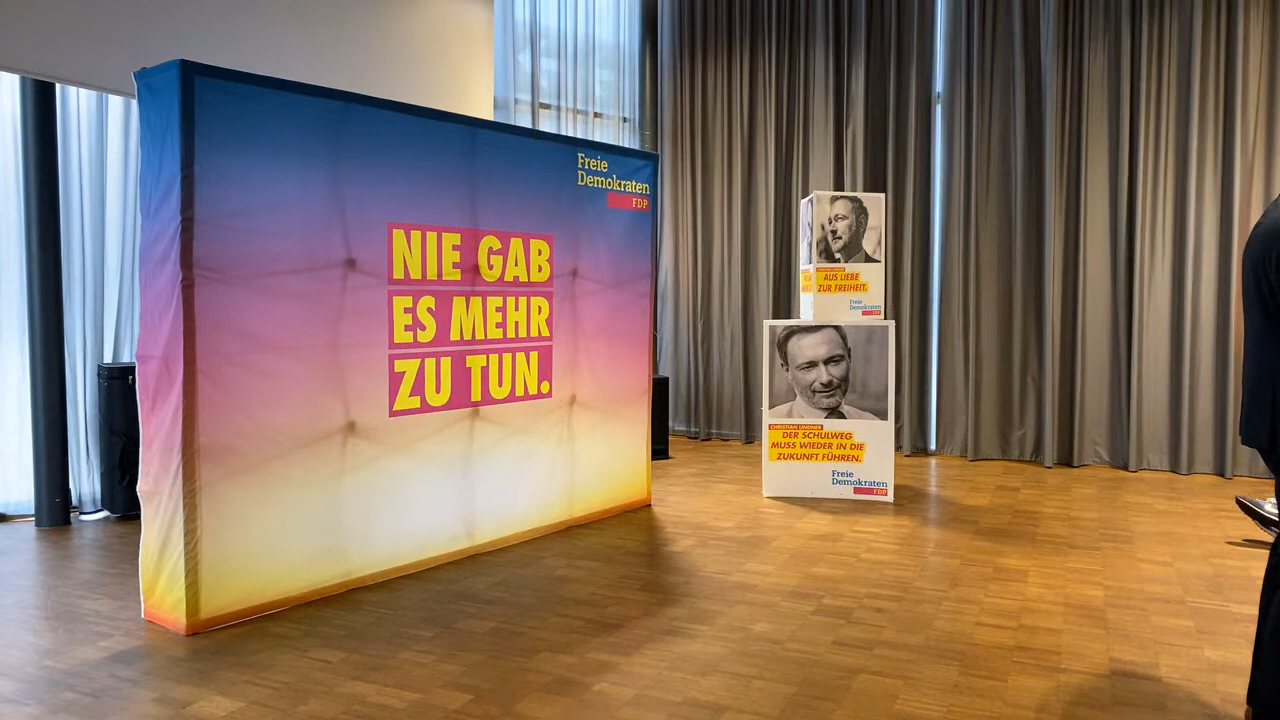 Freie
Demokraten
FDP
NIE GAB
ES MEHR
ZU TUN.
AUS LIEBE
ZUR FREIHEIT.
Freie
Demokraten
FDP
CHRISTIAN LINDNER
DER SCHULWEG
MUSS WIEDER IN DIE
ZUKUNFT FÜHREN.
Freie
Demokraten
FDP